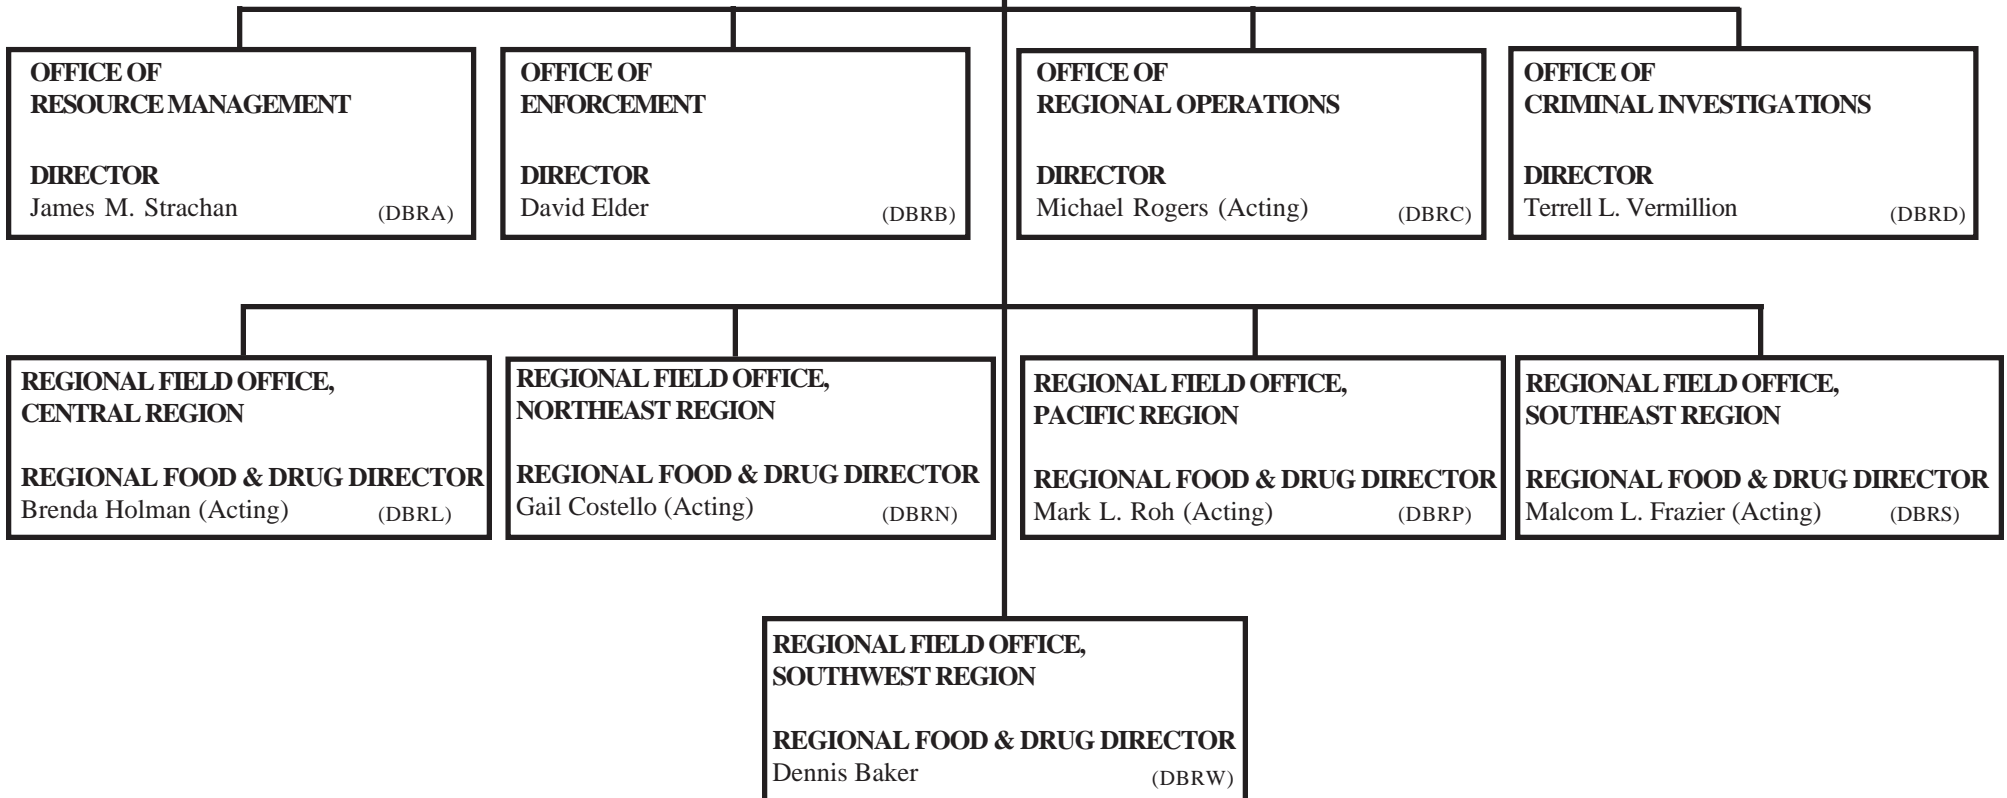 OFFICE OF
RESOURCE MANAGEMENT
DIRECTOR
James M. Strachan (DBRA)
OFFICE OF
ENFORCEMENT
DIRECTOR
David Elder (DBRB)
OFFICE OF
REGIONAL OPERATIONS
DIRECTOR
Michael Rogers (Acting) (DBRC)
OFFICE OF
CRIMINAL INVESTIGATIONS
DIRECTOR
Terrell L. Vermillion (DBRD)
REGIONAL FIELD OFFICE,
CENTRAL REGION
REGIONAL FOOD & DRUG DIRECTOR
Brenda Holman (Acting) (DBRL)
REGIONAL FIELD OFFICE,
NORTHEAST REGION
REGIONAL FOOD & DRUG DIRECTOR
Gail Costello (Acting) (DBRN)
REGIONAL FIELD OFFICE,
PACIFIC REGION
REGIONAL FOOD & DRUG DIRECTOR
Mark L. Roh (Acting) (DBRP)
REGIONAL FIELD OFFICE,
SOUTHEAST REGION
REGIONAL FOOD & DRUG DIRECTOR
Malcom L. Frazier (Acting) (DBRS)
REGIONAL FIELD OFFICE,
SOUTHWEST REGION
REGIONAL FOOD & DRUG DIRECTOR
Dennis Baker (DBRW)